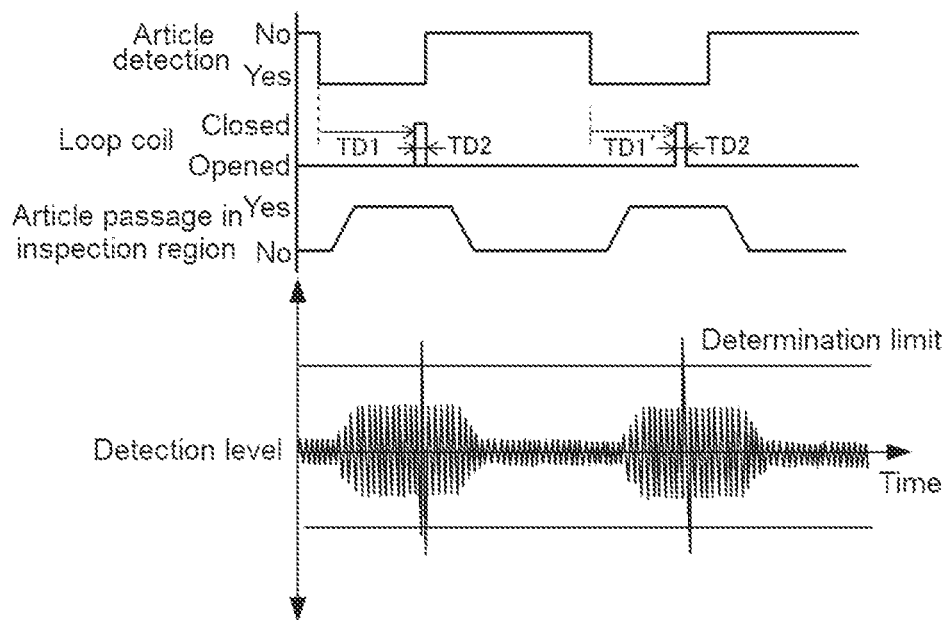 Article
detection
No
Yes
Loop coil
Closed
Opened
TD1
TD2
TD1'
TD2
Article passage in
inspection region
Yes
No
Determination limit
Detection level
Time